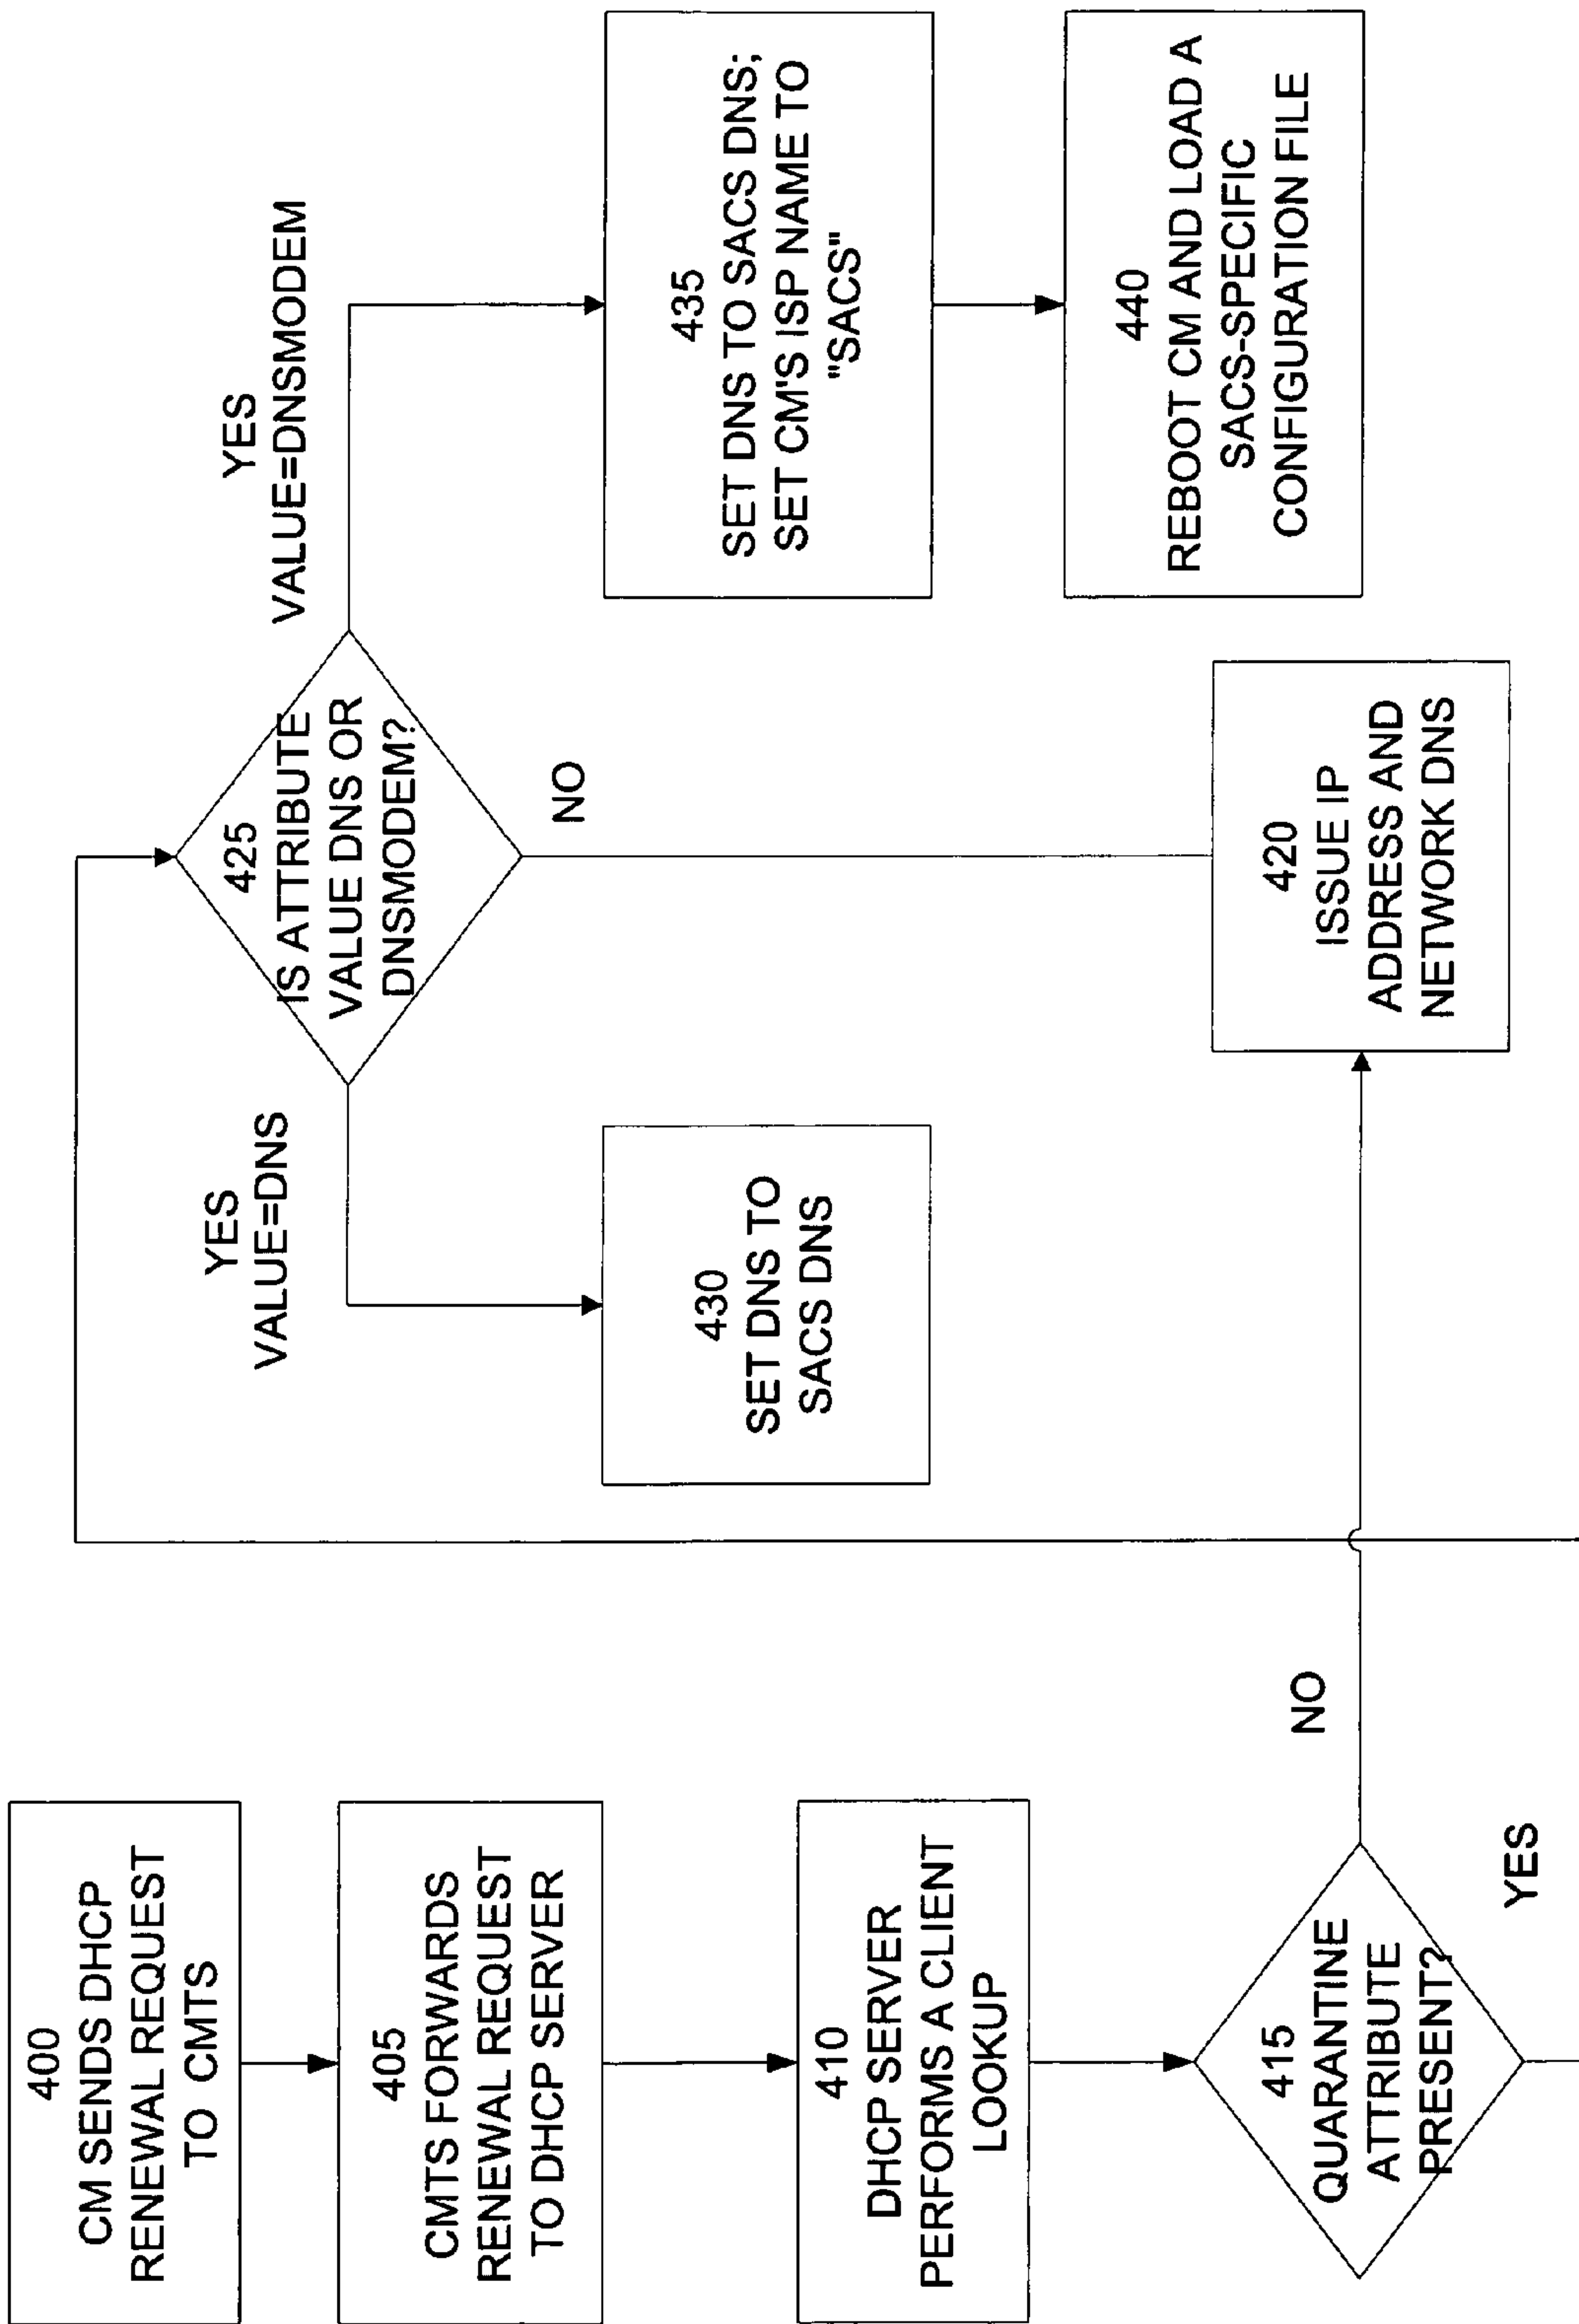 400
CM SENDS DHCP
RENEWAL REQUEST
TO CMTS
405
CMTS FORWARDS
RENEWAL REQUEST
TO DHCP SERVER
410
DHCP SERVER
PERFORMS A CLIENT
LOOKUP
415
QUARANTINE
ATTRIBUTE
PRESENT?
NO
YES
420
ISSUE IP
ADDRESS AND
NETWORK DNS
425
IS ATTRIBUTE
VALUE DNS OR
DNSMODEM?
NO
YES
VALUE=DNS
430
SET DNS TO
SACS DNS
YES
VALUE=DNSMODEM
435
SET DNS TO SACS DNS;
SET CM'S ISP NAME TO
"SACS"
440
REBOOT CM AND LOAD A
SACS-SPECIFIC
CONFIGURATION FILE